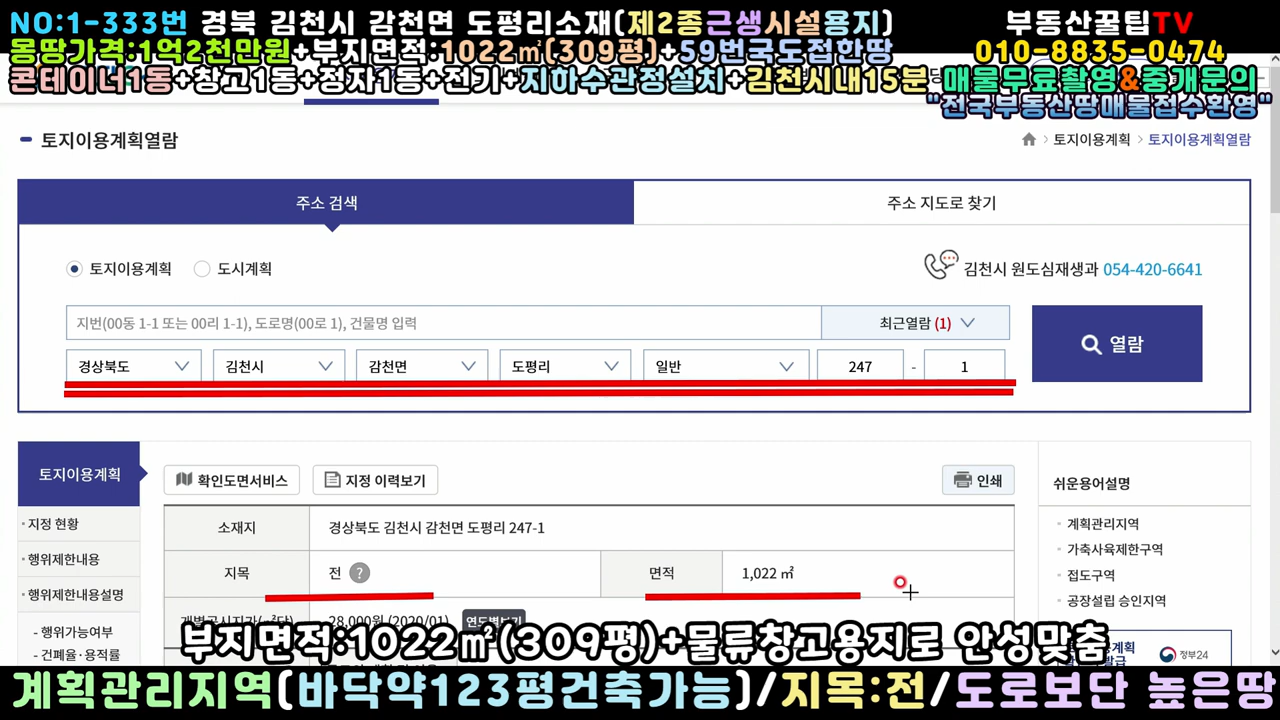 NO:1-333번 경북 김천시 감천면 도평리소재(제2종근생시설용지)
부동산꿀팁TV
몽땅가격:1억2천만원+부지면적:1022㎡(309평)+59번국도접한땅
010-8835-0474
콘테이너1동+창고1동+정자1동+전기+지하수관정설치+김천시내15분
매물무료촬영&중개문의
"전국부동산땅매물접수환영"
토지이용계획열람
토지이용계획 > 토지이용계획열람
주소 검색
주소 지도로 찾기
토지이용계획 도시계획
김천시 원도심재생과 054-420-6641
지번(00동 1-1 또는 00리 1-1), 도로명(00로 1), 건물명 입력
최근열람 (1)
열람
경상북도 김천시 감천면 도평리 일반 247 - 1
토지이용계획
확인도면서비스 지정 이력보기
인쇄
쉬운용어설명
· 지정 현황
· 행위제한내용
· 행위제한내용설명
- 행위가능여부
- 건폐율·용적률
소재지 경상북도 김천시 감천면 도평리 247-1
지목 전 ? 면적 1,022 ㎡
개별공시지가(㎡당) 28,000원 (2020/01) 연도별보기
계획관리지역
가축사육제한구역
접도구역
공장설립 승인지역
정부24
부지면적:1022㎡(309평)+물류창고용지로 안성맞춤
계획관리지역(바닥약123평건축가능)/지목:전/도로보단 높은땅